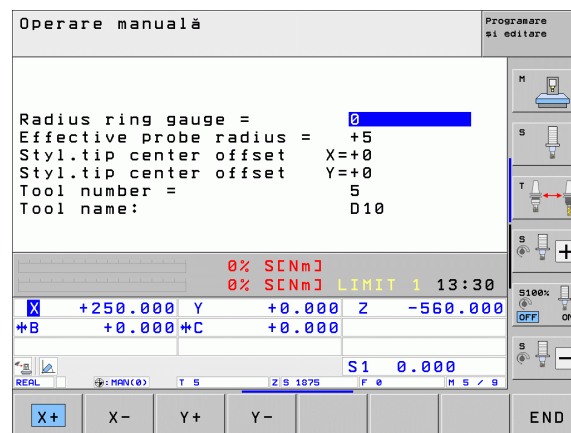 Operare manuală
Programare
și editare
Radius ring gauge = 0
Effective probe radius = +5
Styl.tip center offset X=+0
Styl.tip center offset Y=+0
Tool number = 5
Tool name: D10
M
S
T
S
S100%
OFF ON
S
0% S[Nm]
0% S[Nm] LIMIT 1 13:30
X +250.000 Y +0.000 Z -560.000
B +0.000 C +0.000
S1 0.000
REAL : MAN(0) T 5 Z S 1875 F 0 M 5 / 9
X+ X- Y+ Y- END